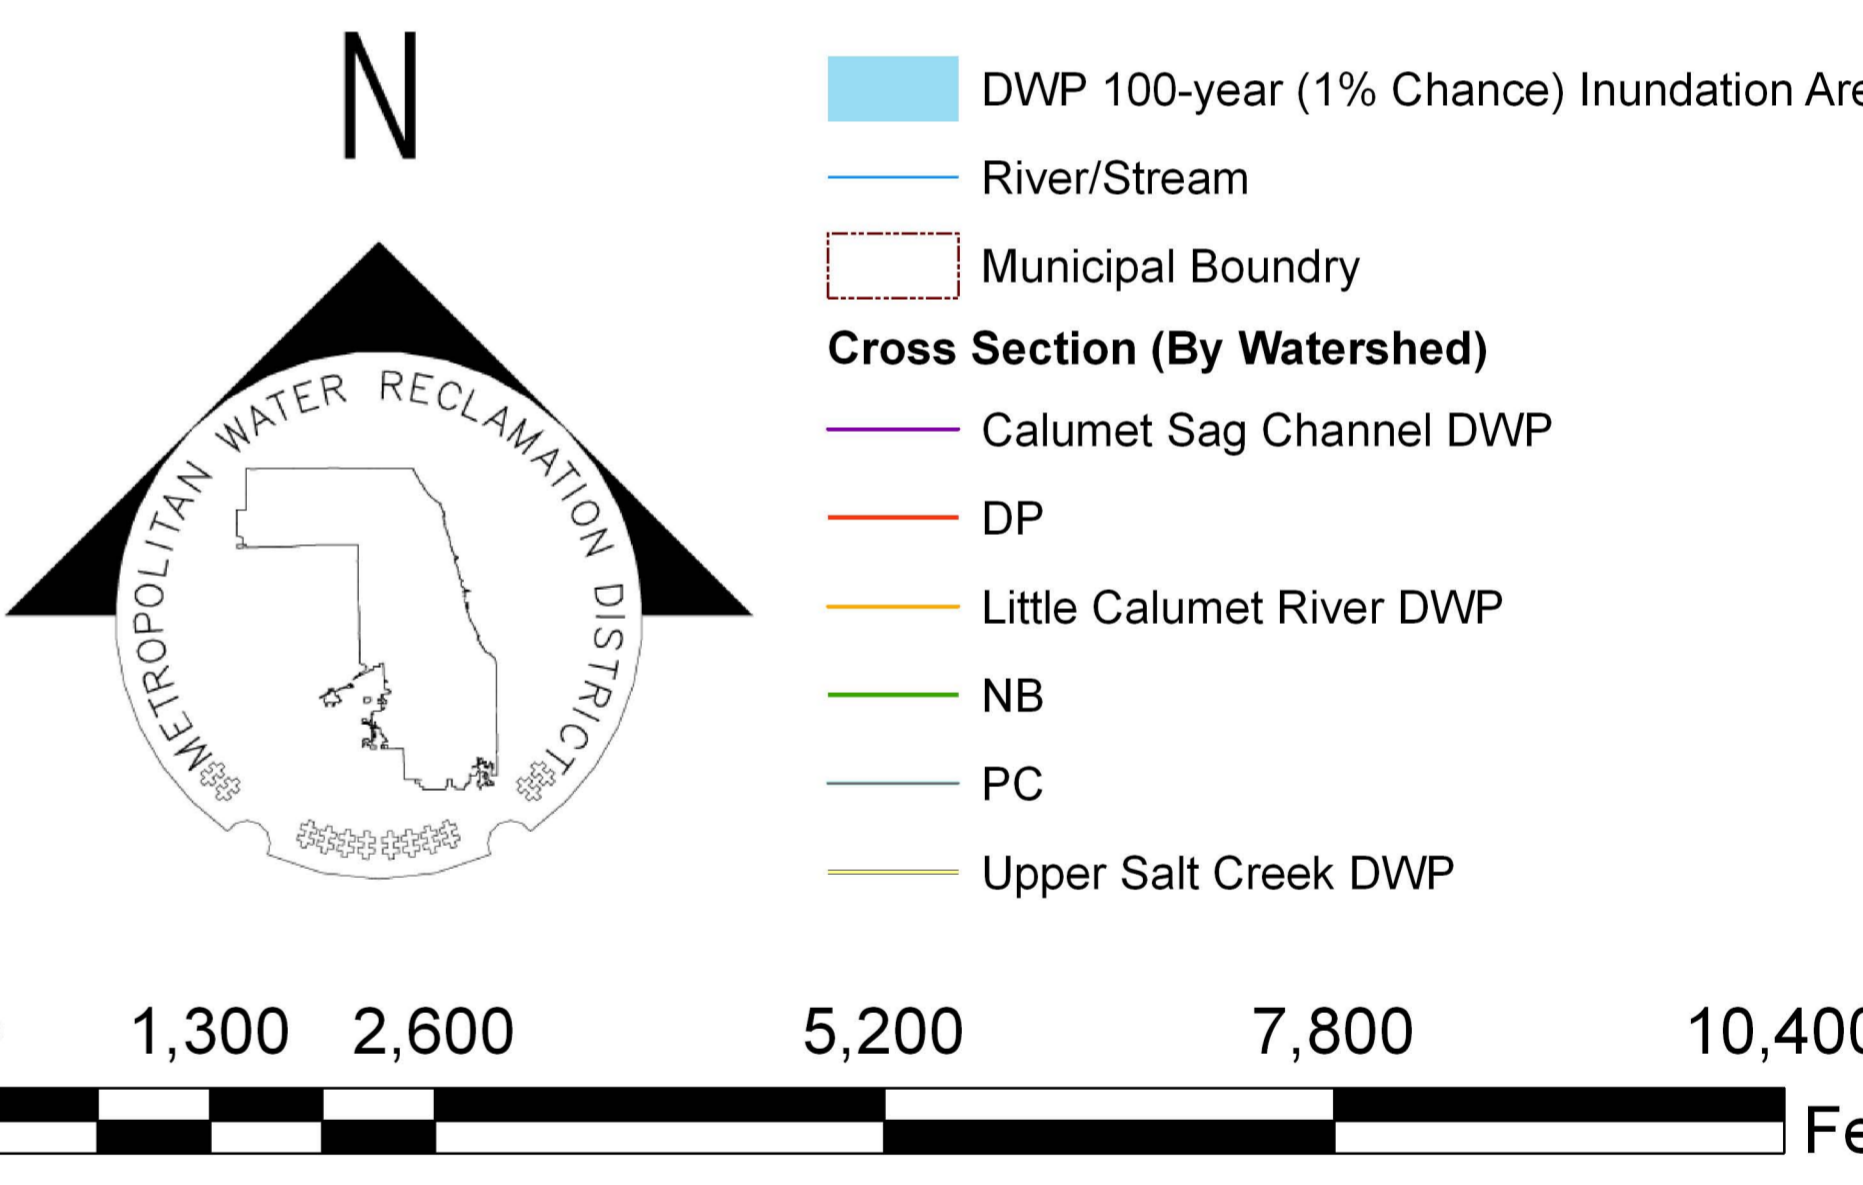 N
METROPOLITAN WATER RECLAMATION DISTRICT
DWP 100-year (1% Chance) Inundation Are
River/Stream
Municipal Boundry
Cross Section (By Watershed)
Calumet Sag Channel DWP
DP
Little Calumet River DWP
NB
PC
Upper Salt Creek DWP
1,300 2,600 5,200 7,800 10,400
Fe